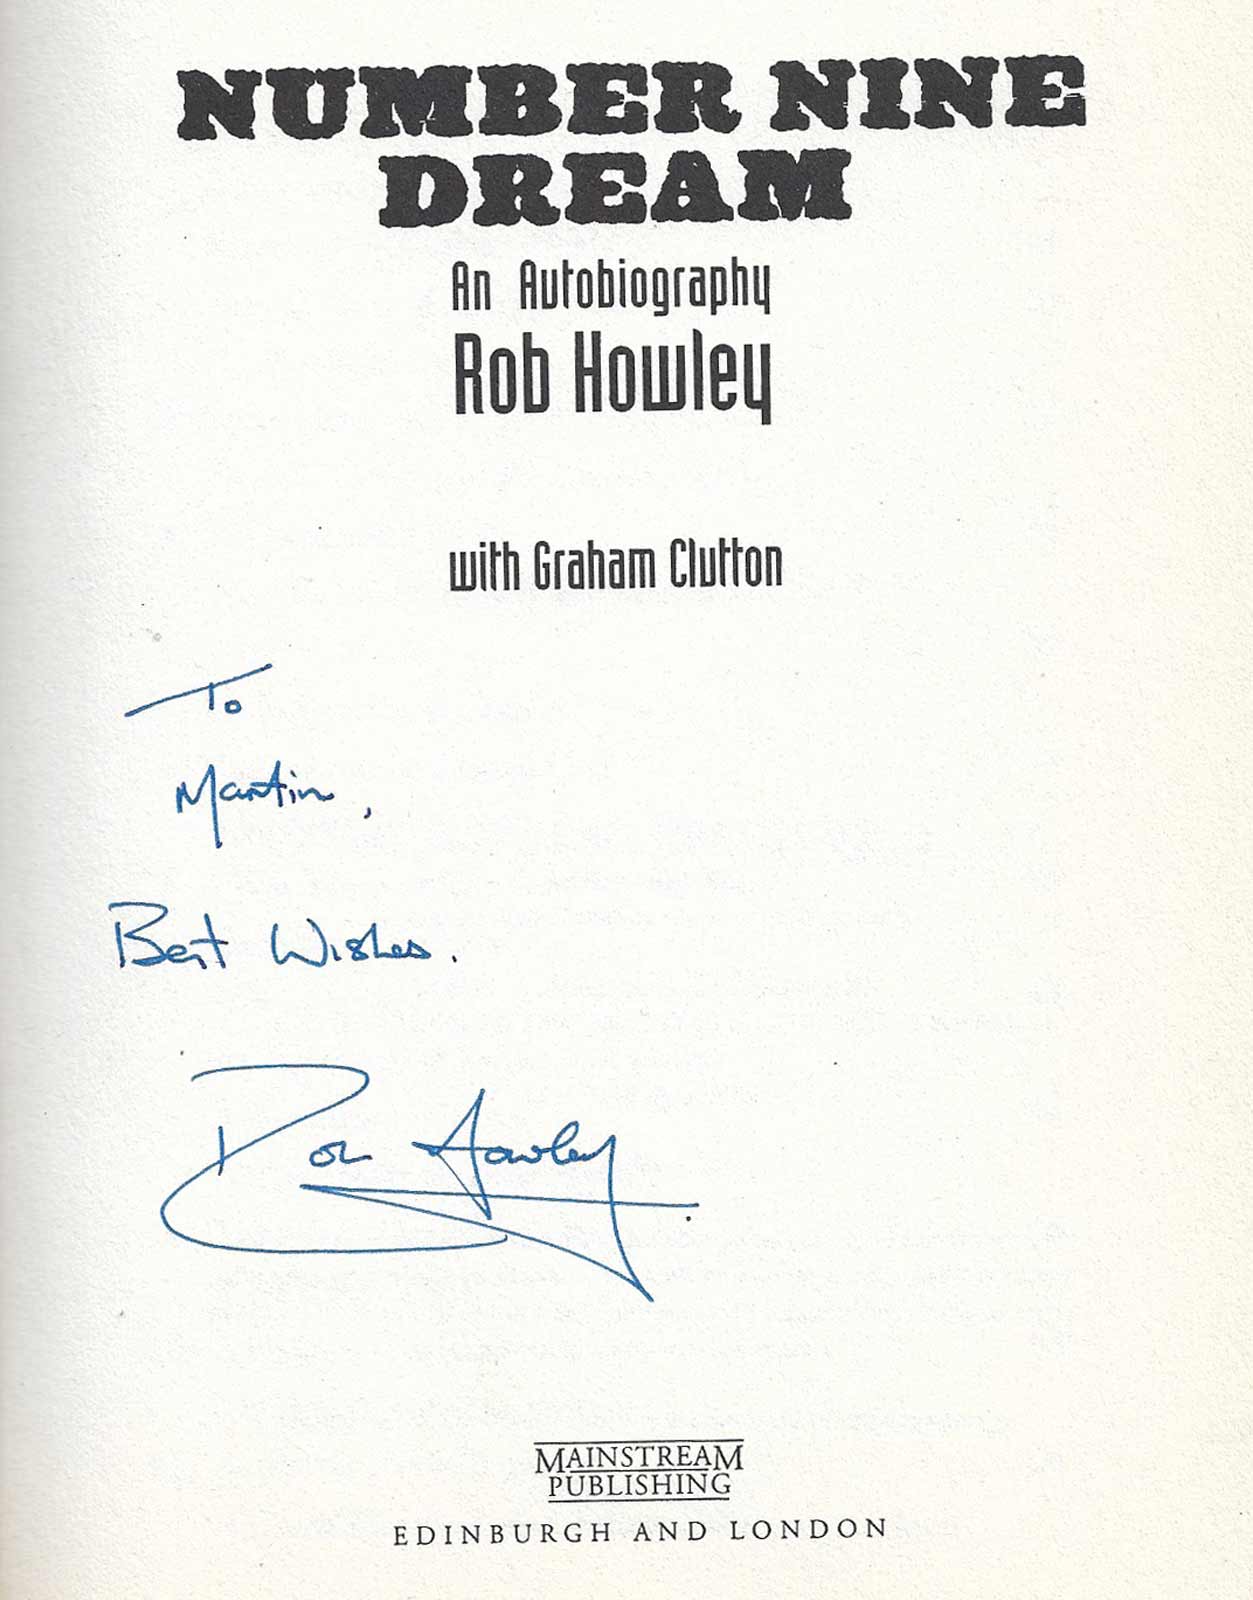 NUMBER NINE
DREAM
An Autobiography
Rob Howley
with Graham Clutton
To
Martin,
Best Wishes.
Rob Howley
MAINSTREAM
PUBLISHING
EDINBURGH AND LONDON